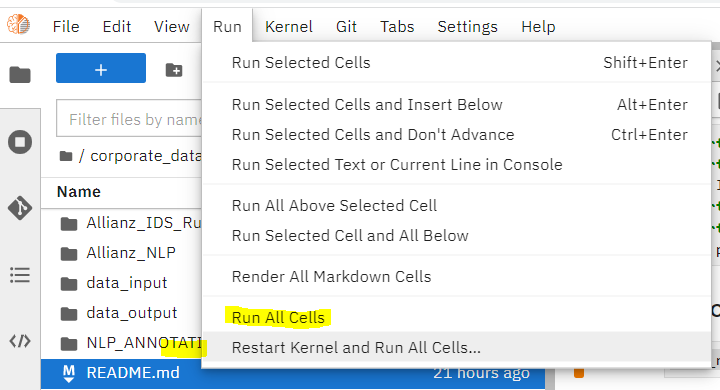 File Edit View Run Kernel Git Tabs Settings Help
Run Selected Cells Shift+Enter
Run Selected Cells and Insert Below Alt+Enter
Run Selected Cells and Don't Advance Ctrl+Enter
Run Selected Text or Current Line in Console
Run All Above Selected Cell
Run Selected Cell and All Below
Render All Markdown Cells
Run All Cells
Restart Kernel and Run All Cells...
+
Filter files by name
/ corporate_data
Name
Allianz_IDS_Ru
Allianz_NLP
data_input
data_output
NLP_ANNOTATI
README.md 21 hours ago